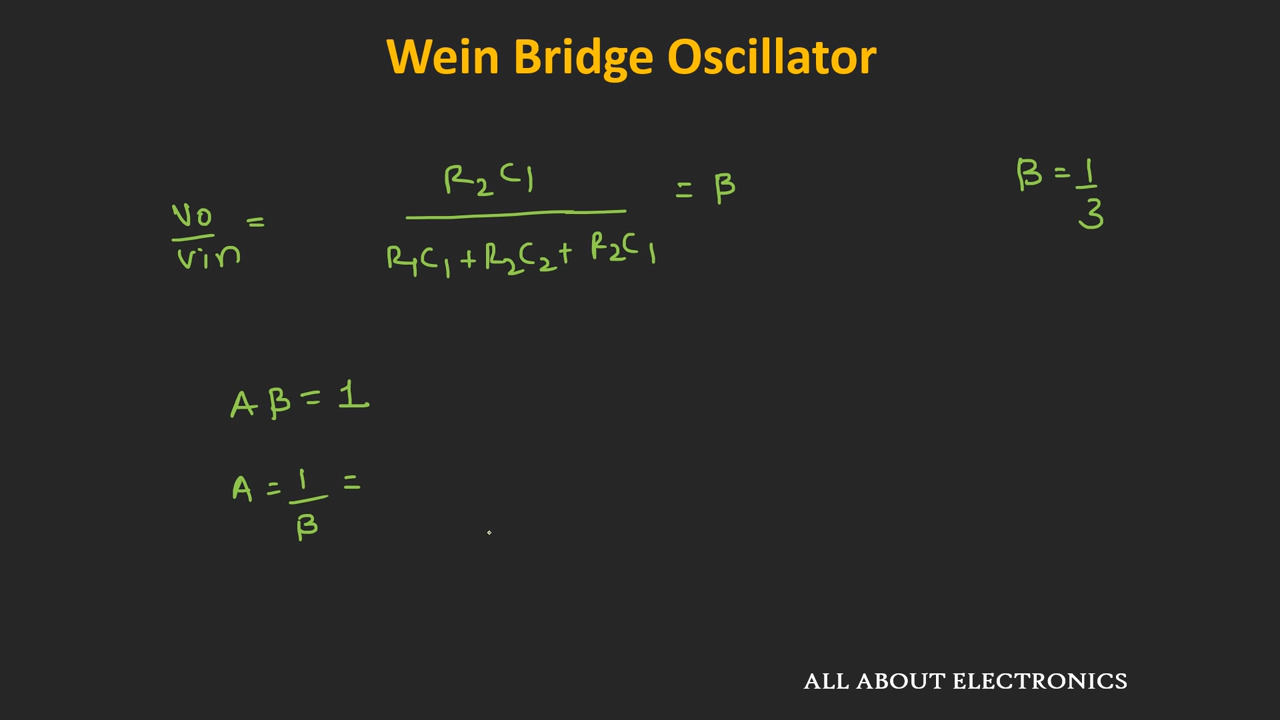 Wein Bridge Oscillator
Vo/Vin = R2C1/(R1C1+R2C2+R2C1) = β
β = 1/3
Aβ = 1
A = 1/β =
ALL ABOUT ELECTRONICS